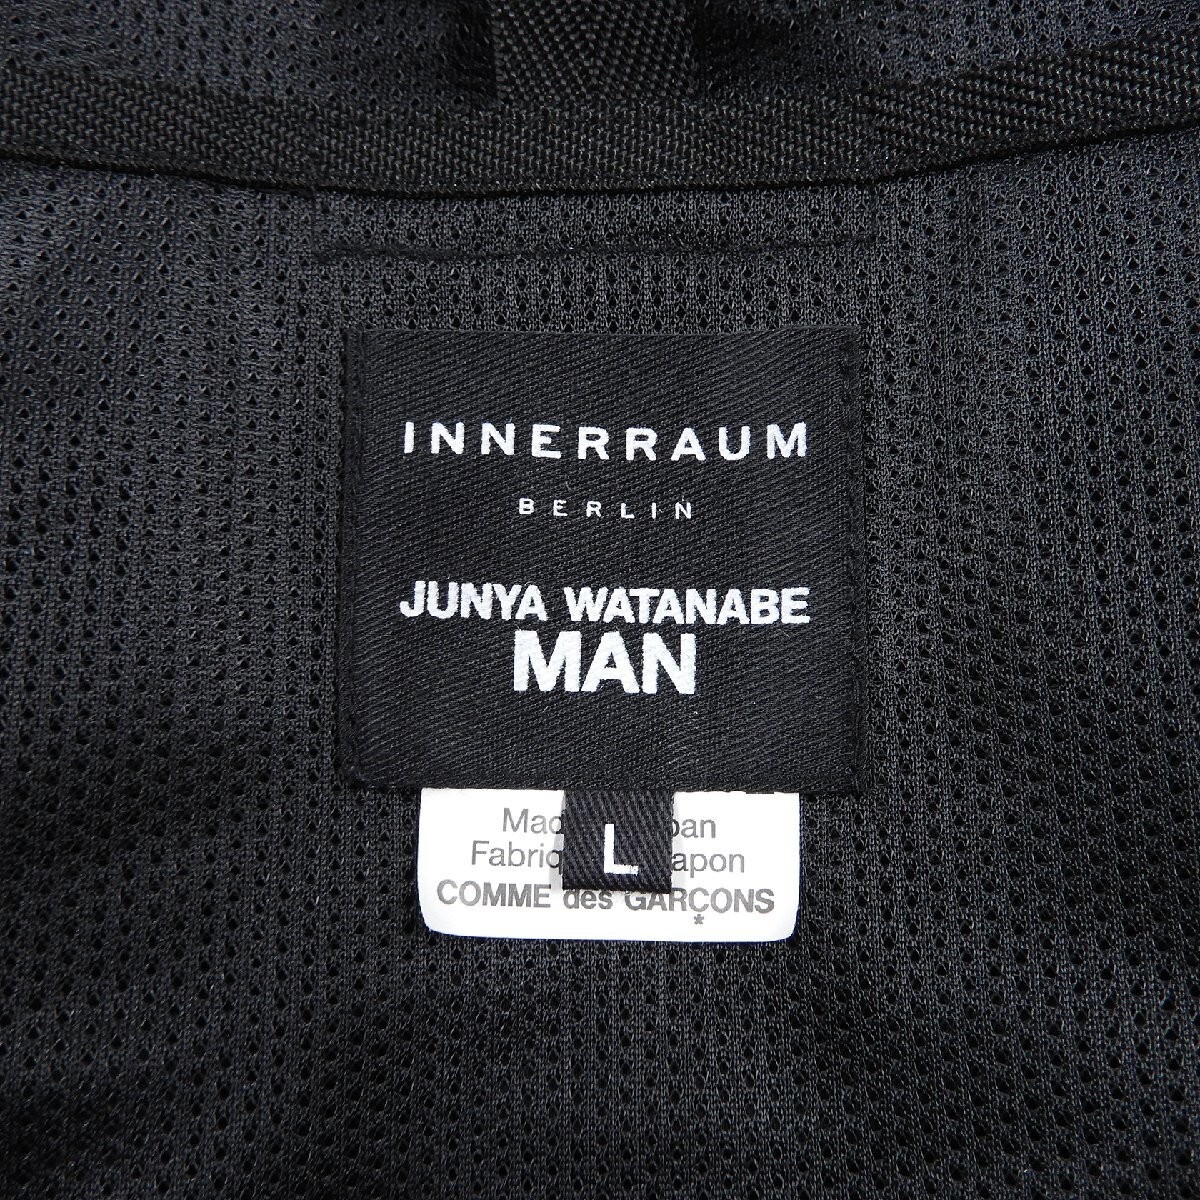 INNERRAUM
BERLIN
JUNYA WATANABE
MAN
L
COMME des GARÇONS
*